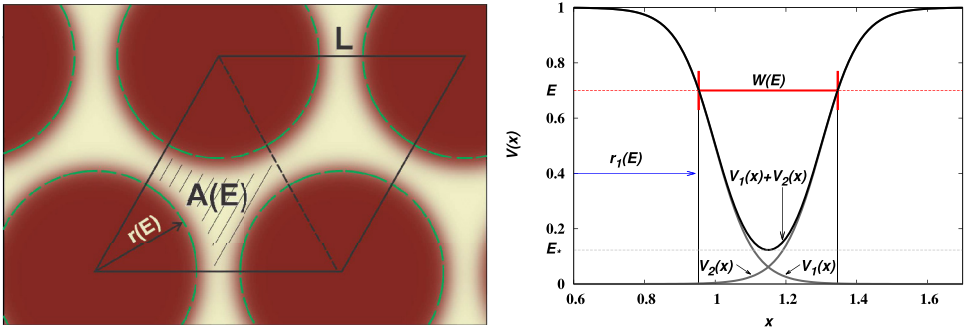 L
A(E)
r(E)
1
0.8
E
0.6
0.4
0.2
E*
0
V(x)
W(E)
r1(E)
V1(x)+V2(x)
V2(x)
V1(x)
0.6
0.8
1
1.2
1.4
1.6
x